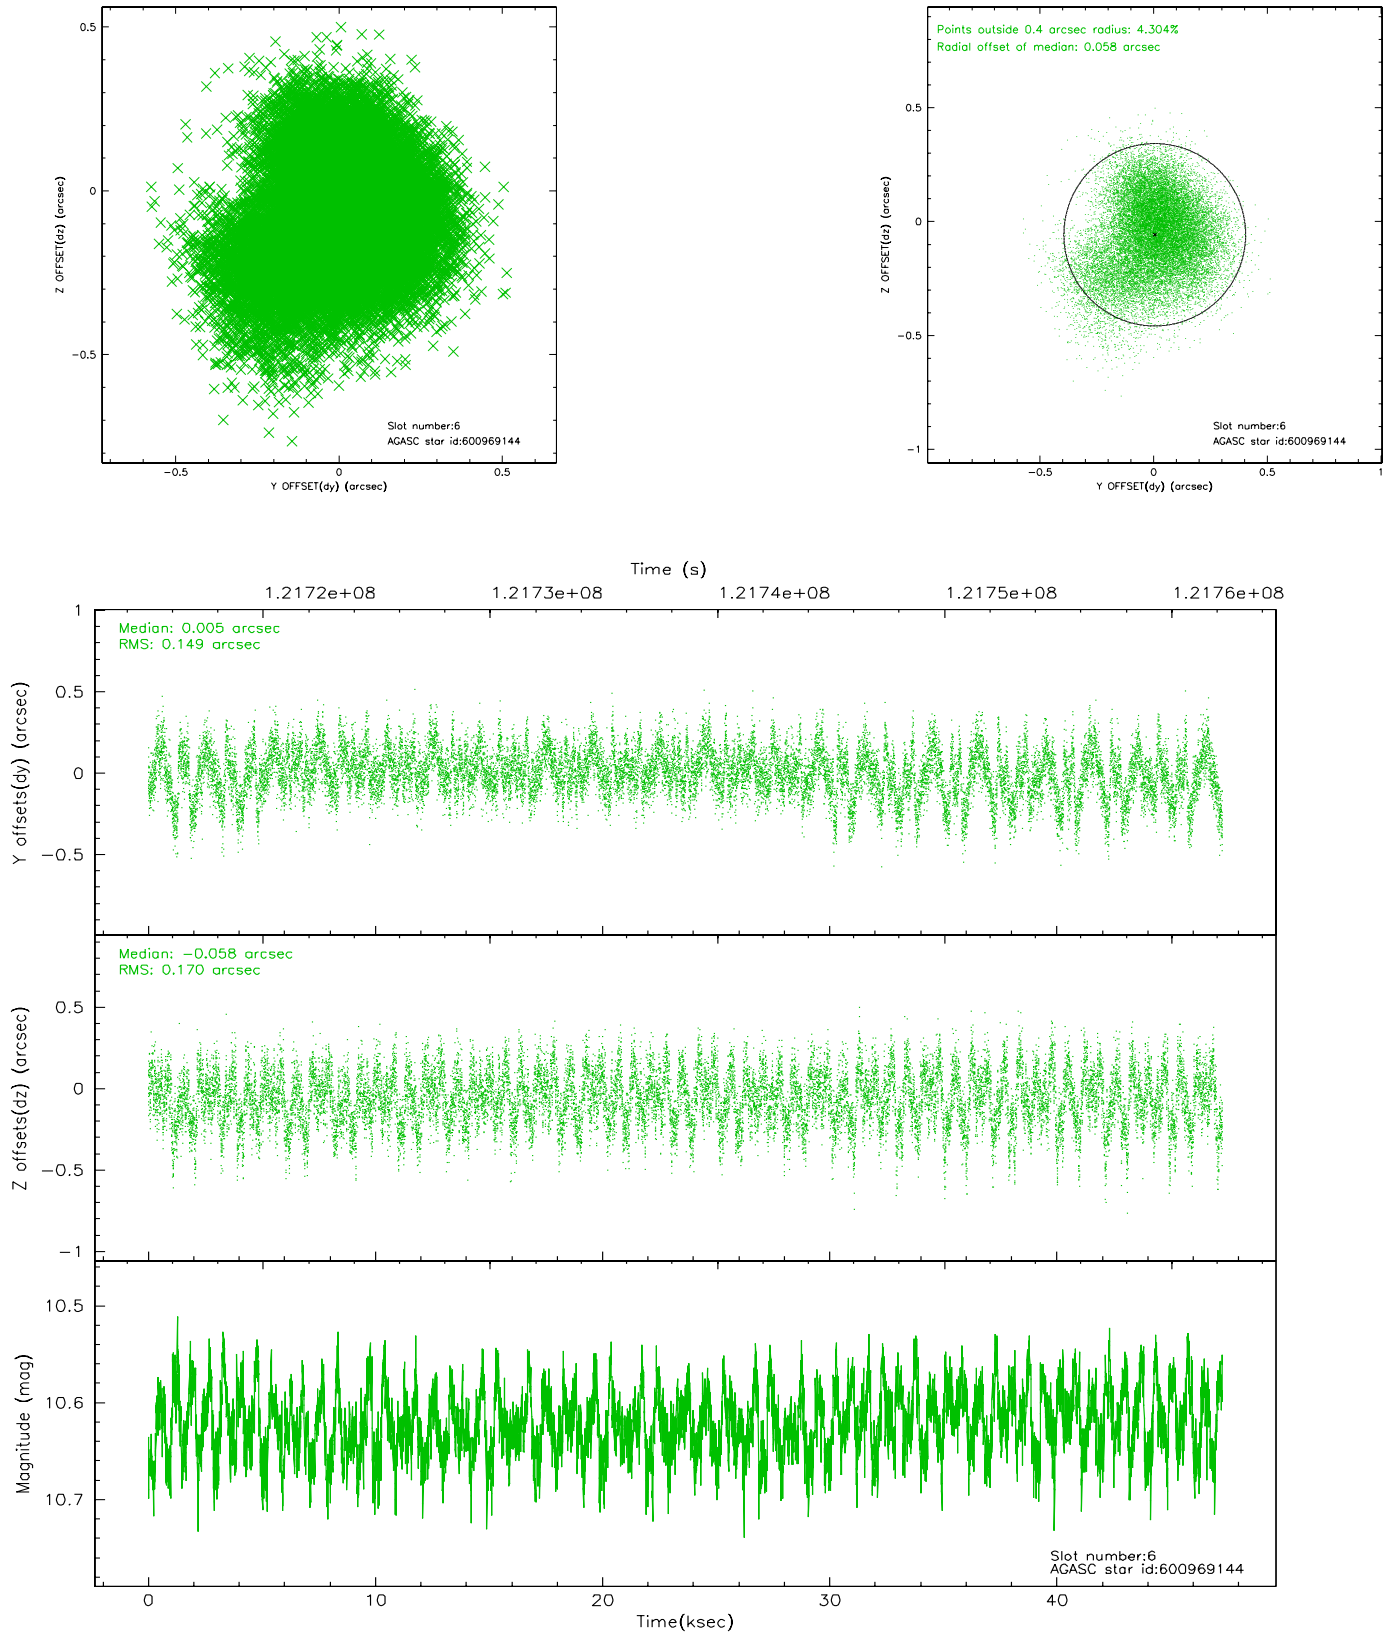 0.5
0
−0.5
Z OFFSET(dz) (arcsec)
−0.5
0
0.5
Y OFFSET(dy) (arcsec)
Slot number:6
AGASC star id:600969144
Points outside 0.4 arcsec radius: 4.304%
Radial offset of median: 0.058 arcsec
0.5
0
−0.5
−1
Z OFFSET(dz) (arcsec)
−0.5
0
0.5
1
Y OFFSET(dy) (arcsec)
Slot number:6
AGASC star id:600969144
Time (s)
1.2172e+08
1.2173e+08
1.2174e+08
1.2175e+08
1.2176e+08
Median: 0.005 arcsec
RMS: 0.149 arcsec
1
0.5
0
−0.5
Y offsets(dy) (arcsec)
Median: −0.058 arcsec
RMS: 0.170 arcsec
0.5
0
−0.5
−1
Z offsets(dz) (arcsec)
10.5
10.6
10.7
Magnitude (mag)
Slot number:6
AGASC star id:600969144
0
10
20
30
40
Time(ksec)